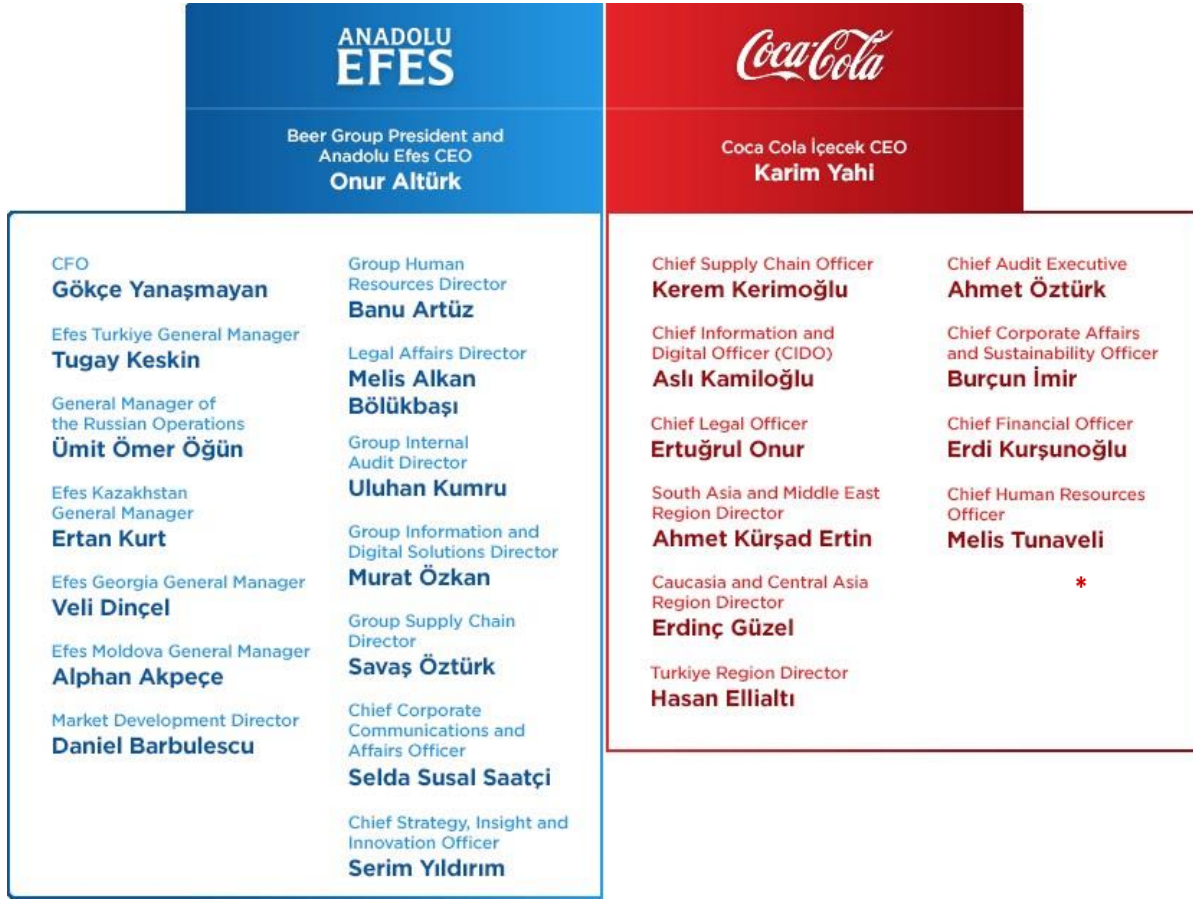 ANADOLU
EFES
Beer Group President and
Anadolu Efes CEO
Onur Altürk
CFO
Gökçe Yanaşmayan
Efes Turkiye General Manager
Tugay Keskin
General Manager of
the Russian Operations
Ümit Ömer Öğün
Efes Kazakhstan
General Manager
Ertan Kurt
Efes Georgia General Manager
Veli Dinçel
Efes Moldova General Manager
Alphan Akpeçe
Market Development Director
Daniel Barbulescu
Group Human
Resources Director
Banu Artüz
Legal Affairs Director
Melis Alkan
Bölükbaşı
Group Internal
Audit Director
Uluhan Kumru
Group Information and
Digital Solutions Director
Murat Özkan
Group Supply Chain
Director
Savaş Öztürk
Chief Corporate
Communications and
Affairs Officer
Selda Susal Saatçi
Chief Strategy, Insight and
Innovation Officer
Serim Yıldırım
Coca-Cola
Coca Cola İçecek CEO
Karim Yahi
Chief Supply Chain Officer
Kerem Kerimoğlu
Chief Information and
Digital Officer (CIDO)
Aslı Kamiloğlu
Chief Legal Officer
Ertuğrul Onur
South Asia and Middle East
Region Director
Ahmet Kürşad Ertin
Caucasia and Central Asia
Region Director
Erdinç Güzel
Turkiye Region Director
Hasan Ellialtı
Chief Audit Executive
Ahmet Öztürk
Chief Corporate Affairs
and Sustainability Officer
Burçun İmir
Chief Financial Officer
Erdi Kurşunoğlu
Chief Human Resources
Officer
Melis Tunaveli
*